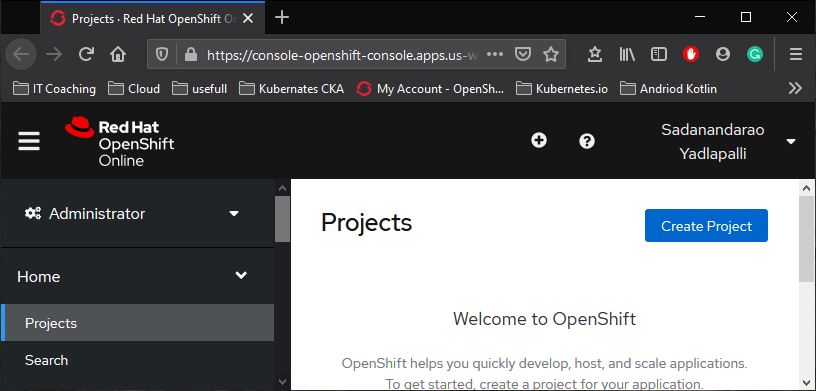 Projects · Red Hat OpenShift O
https://console-openshift-console.apps.us-w
IT Coaching Cloud usefull Kubernates CKA My Account - OpenSh... Kubernetes.io Andriod Kotlin
Red Hat
OpenShift
Online
Sadanandarao
Yadlapalli
Administrator
Home
Projects
Search
Projects
Create Project
Welcome to OpenShift
OpenShift helps you quickly develop, host, and scale applications.
To get started, create a project for your application.